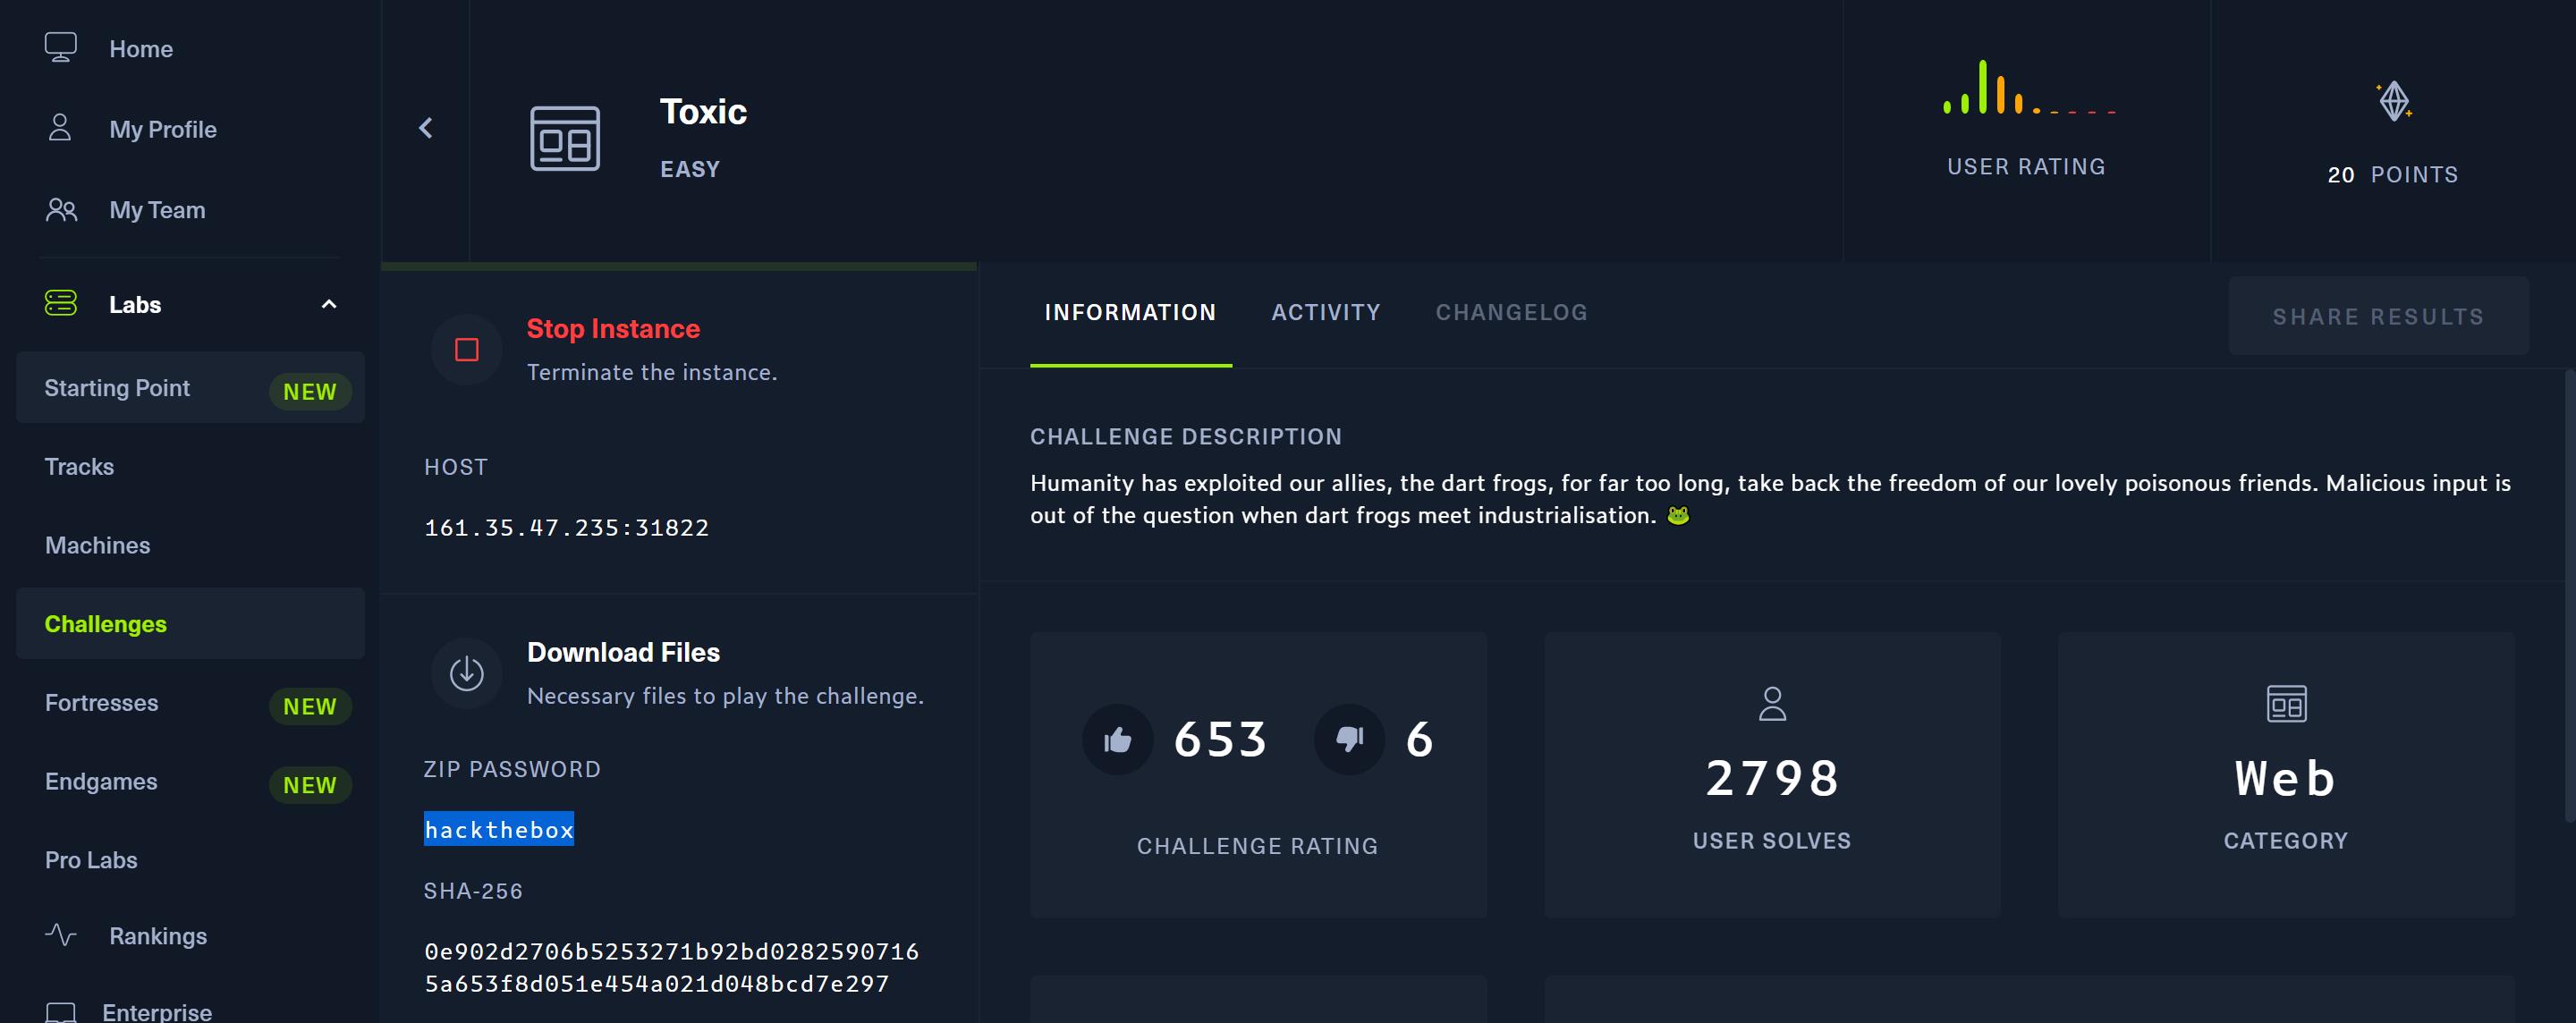 Home
My Profile
My Team
Labs
Starting Point NEW
Tracks
Machines
Challenges
Fortresses NEW
Endgames NEW
Pro Labs
Rankings
Enterprise
Toxic
EASY
USER RATING
20 POINTS
Stop Instance
Terminate the instance.
HOST
161.35.47.235:31822
Download Files
Necessary files to play the challenge.
ZIP PASSWORD
hackthebox
SHA-256
0e902d2706b5253271b92bd0282590716
5a653f8d051e454a021d048bcd7e297
INFORMATION ACTIVITY CHANGELOG
SHARE RESULTS
CHALLENGE DESCRIPTION
Humanity has exploited our allies, the dart frogs, for far too long, take back the freedom of our lovely poisonous friends. Malicious input is
out of the question when dart frogs meet industrialisation. 🐸
653 6
CHALLENGE RATING
2798
USER SOLVES
Web
CATEGORY